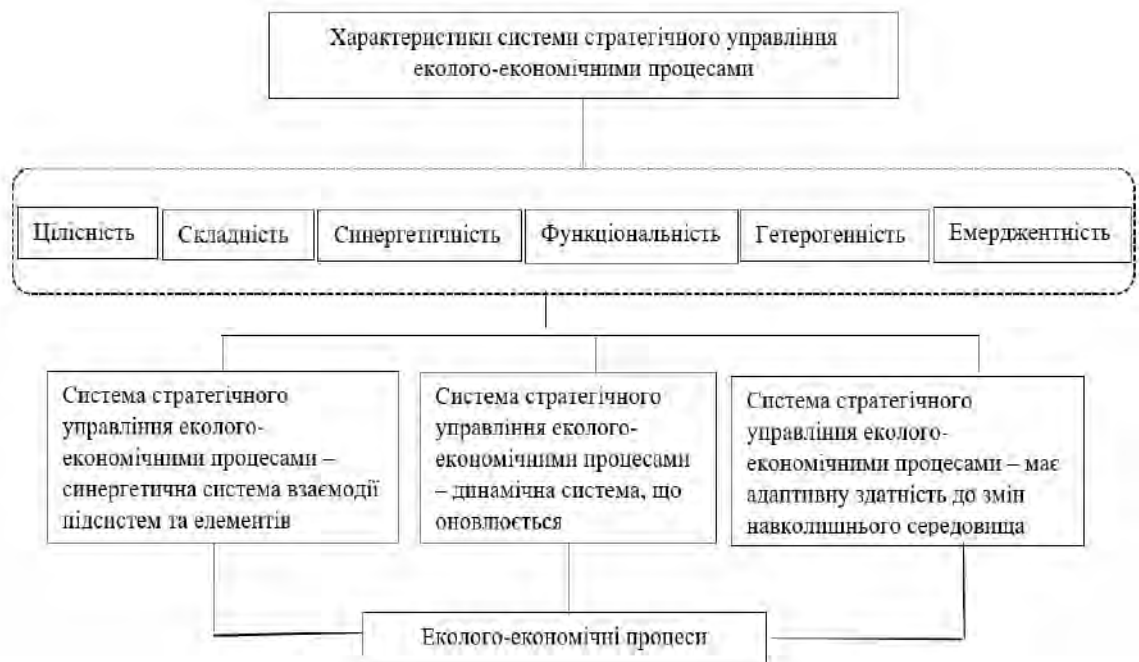 Характеристики системи стратегічного управління
еколого-економічними процесами
Цілісність
Складність
Синергетичність
Функціональність
Гетерогенність
Емерджентність
Система стратегічного
управління еколого-
економічними процесами –
синергетична система взаємодії
підсистем та елементів
Система стратегічного
управління еколого-
економічними процесами
– динамічна система, що
оновлюється
Система стратегічного
управління еколого-
економічними процесами – має
адаптивну здатність до змін
навколишнього середовища
Еколого-економічні процеси